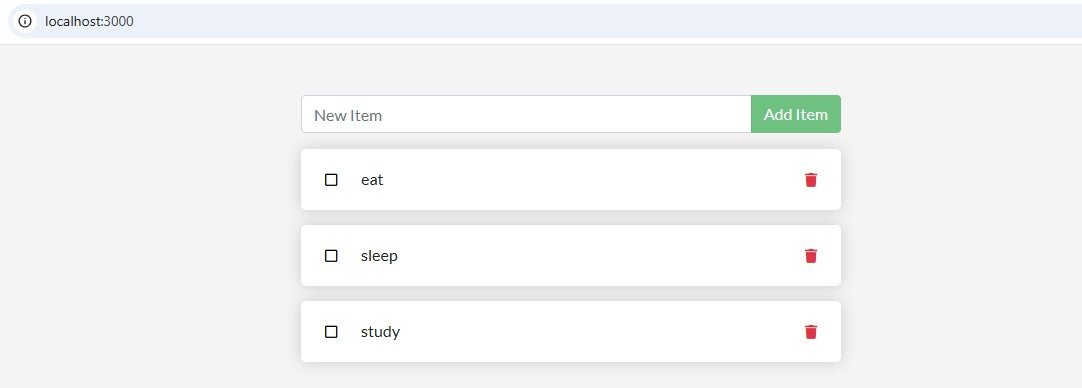 localhost:3000
New Item
Add Item
eat
sleep
study